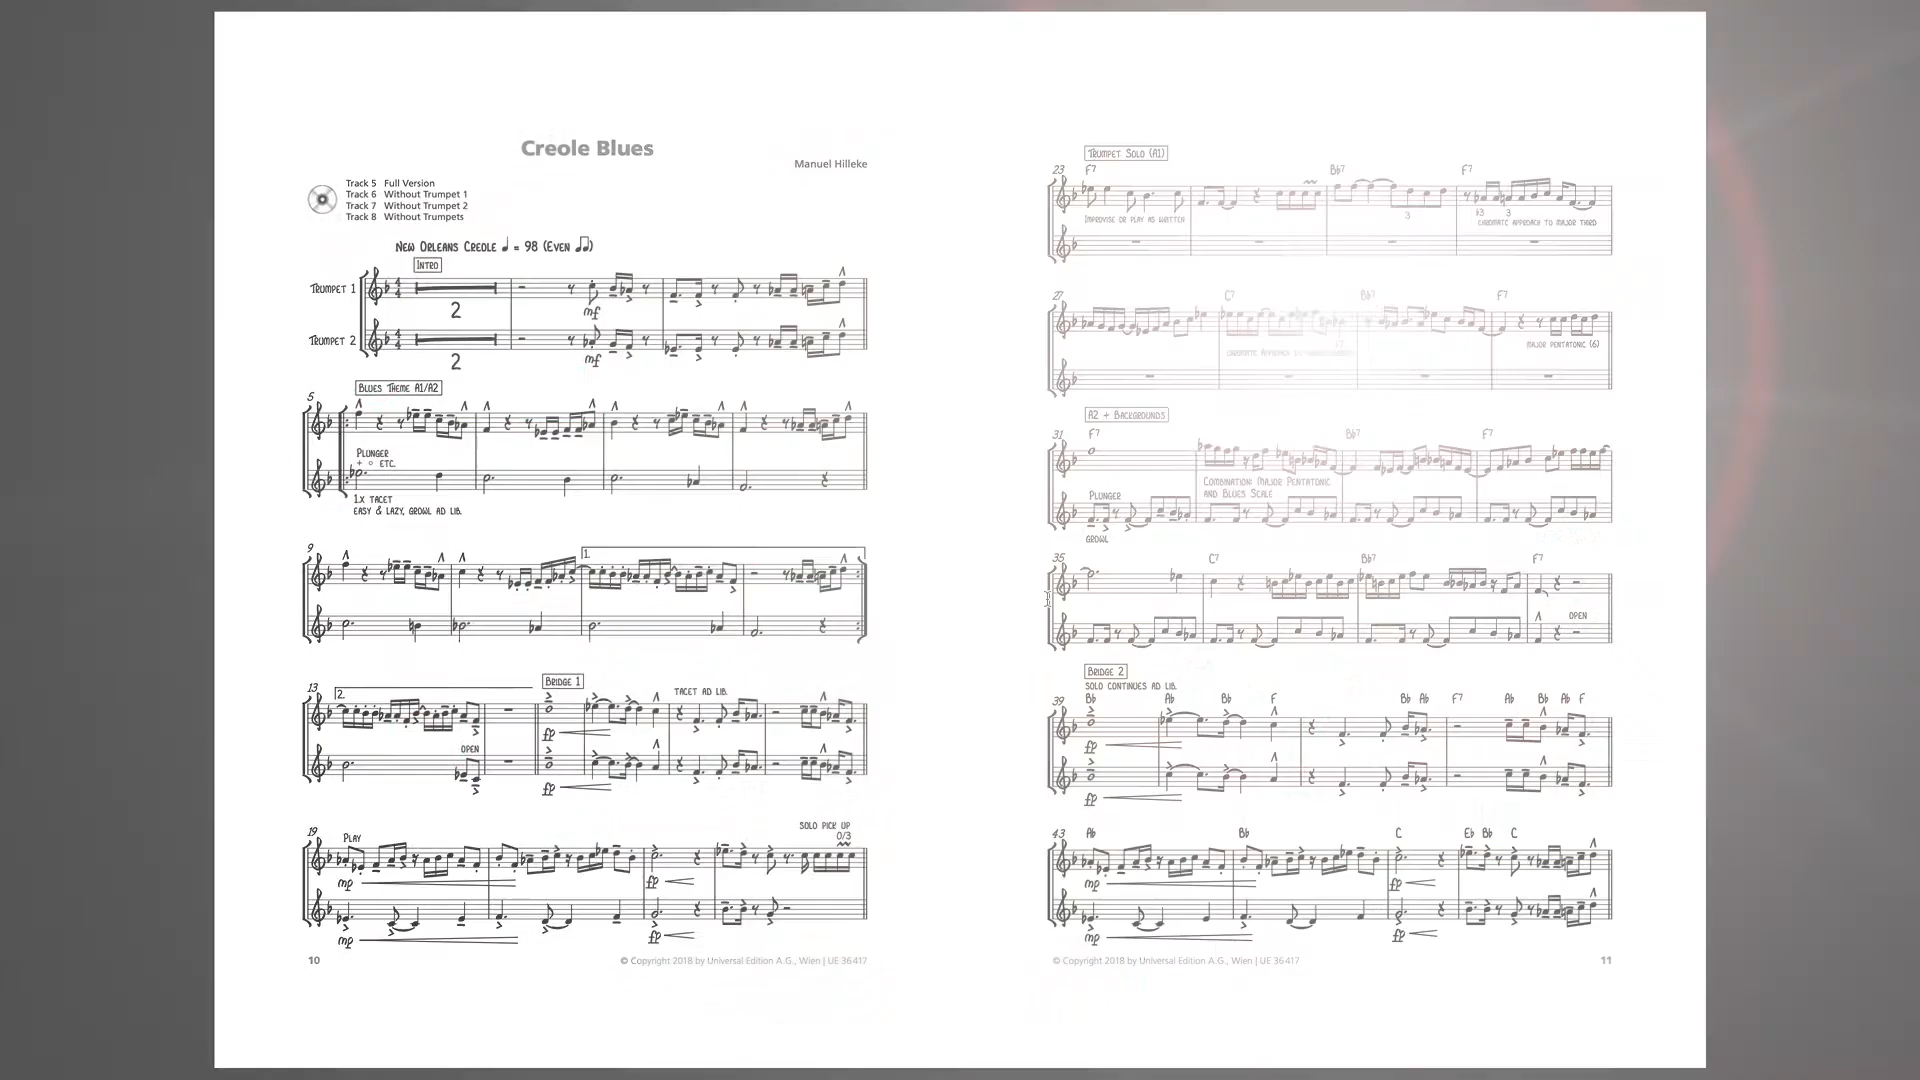 Creole Blues
Manuel Hilleke
Track 5 Full Version
Track 6 Without Trumpet 1
Track 7 Without Trumpet 2
Track 8 Without Trumpets
New Orleans Creole ♩ = 98 (Even ♫)
Intro
Trumpet 1
2
mf
Trumpet 2
2
mf
5
Blues Theme A1/A2
Plunger
+ o etc.
1.x tacet
easy & lazy, growl ad lib.
9
1.
13
2.
Bridge 1
tacet ad lib.
fp
open
fp
19
Play
solo pick up
0/3
mp
fp
mp
fp
10
© Copyright 2018 by Universal Edition A.G., Wien | UE 36417
Trumpet Solo (A1)
23
F7 Bb7 F7
Improvise or play as written
3
b3 3
chromatic approach to major third
27
C7 Bb7 F7
major pentatonic (6)
A2 + Backgrounds
31
F7 Bb7 F7
Combination: Major Pentatonic
and Blues Scale
Plunger
growl
35
C7 Bb7 F7
open
Bridge 2
solo continues ad lib.
39
Bb Ab Bb F Bb Ab F7 Ab Bb Ab F
fp
fp
43
Ab Bb C Eb Bb C
mp
fp
mp
fp
© Copyright 2018 by Universal Edition A.G., Wien | UE 36417
11